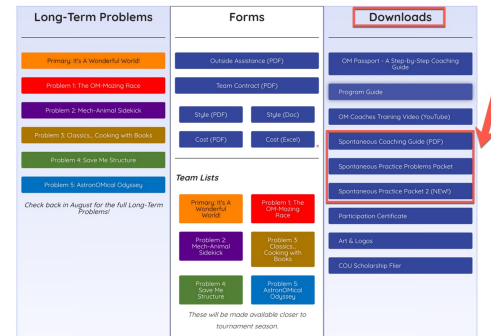 Long-Term Problems
Primary: It's A Wonderful World!
Problem 1: The OM-Mazing Race
Problem 2: Mech-Animal Sidekick
Problem 3: Classics... Cooking with Books
Problem 4: Save Me Structure
Problem 5: AstronOMical Odyssey
Check back in August for the full Long-Term
Problems!
Forms
Outside Assistance (PDF)
Team Contract (PDF)
Style (PDF)
Style (Doc)
Cost (PDF)
Cost (Excel)
Team Lists
Primary: It's A
Wonderful
World!
Problem 1: The
OM-Mazing
Race
Problem 2:
Mech-Animal
Sidekick
Problem 3:
Classics...
Cooking with
Books
Problem 4:
Save Me
Structure
Problem 5:
AstronOMical
Odyssey
These will be made available closer to
tournament season.
Downloads
OM Passport - A Step-by-Step Coaching
Guide
Program Guide
OM Coaches Training Video (YouTube)
Spontaneous Coaching Guide (PDF)
Spontaneous Practice Problems Packet
Spontaneous Practice Packet 2 (NEW!)
Participation Certificate
Art & Logos
COU Scholarship Flier